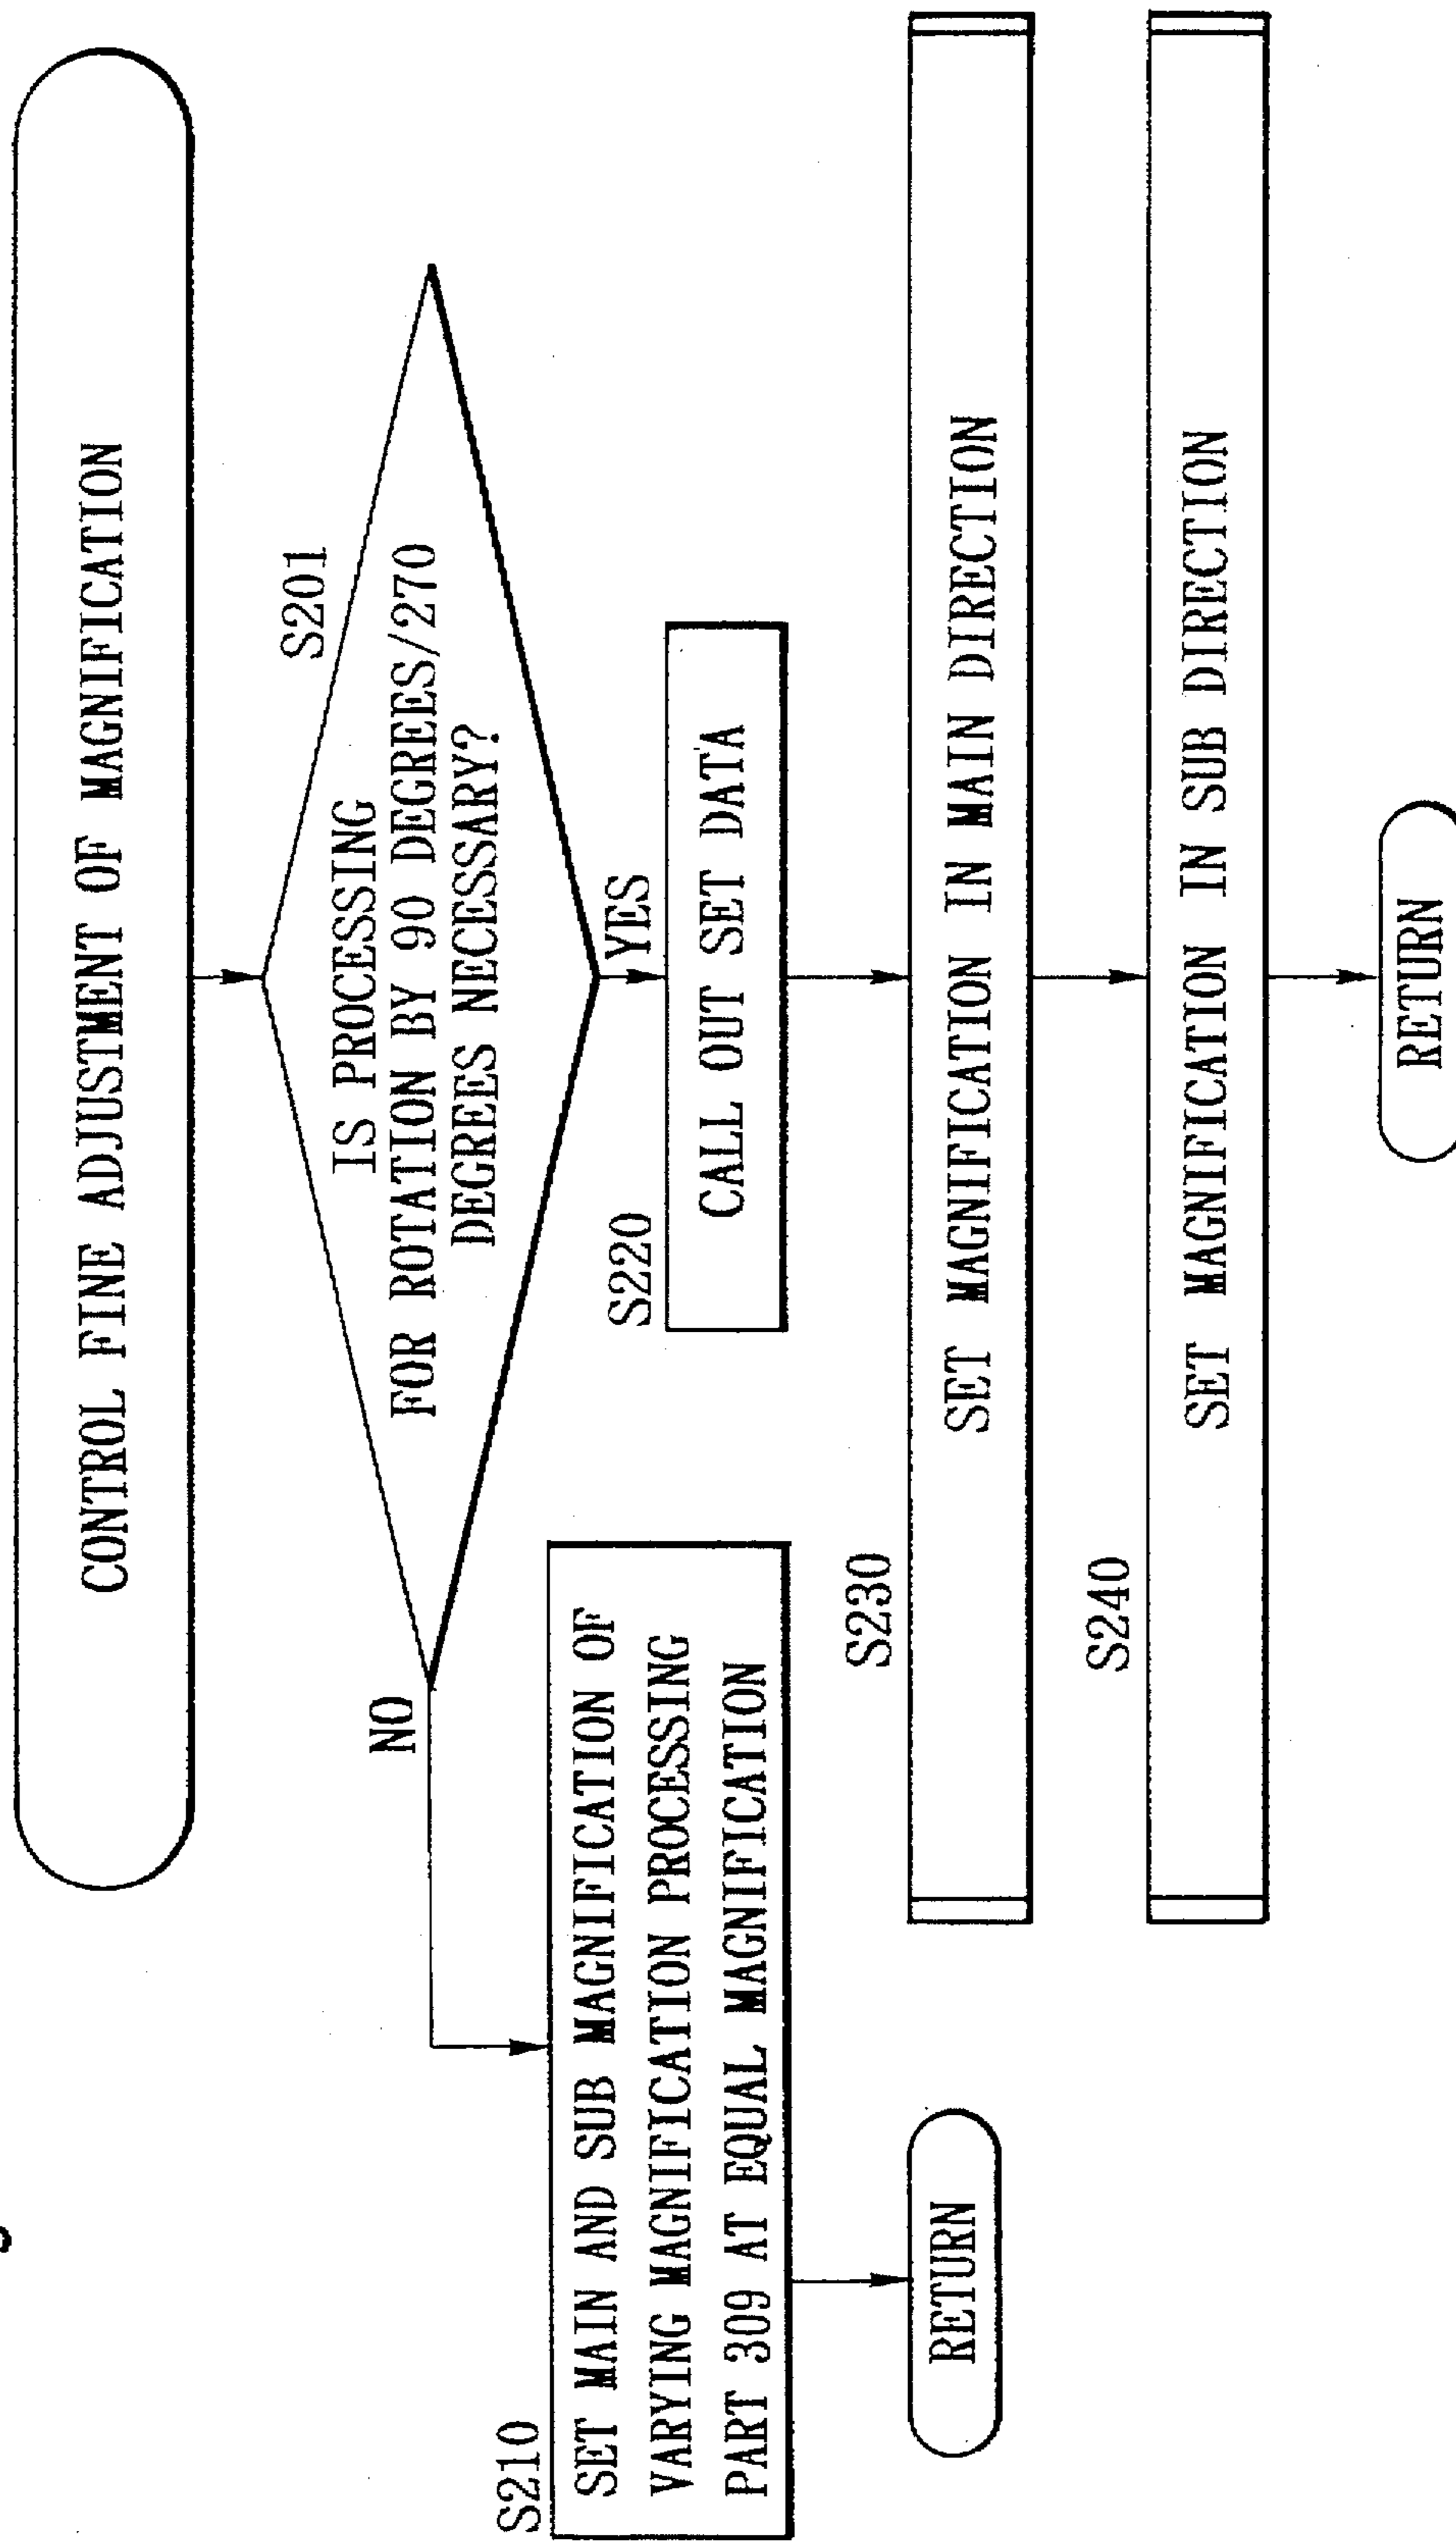 CONTROL FINE ADJUSTMENT OF MAGNIFICATION
S201
IS PROCESSING
FOR ROTATION BY 90 DEGREES/270
DEGREES NECESSARY?
NO
YES
S210
SET MAIN AND SUB MAGNIFICATION OF
VARYING MAGNIFICATION PROCESSING
PART 309 AT EQUAL MAGNIFICATION
RETURN
S220
CALL OUT SET DATA
S230
SET MAGNIFICATION IN MAIN DIRECTION
S240
SET MAGNIFICATION IN SUB DIRECTION
RETURN